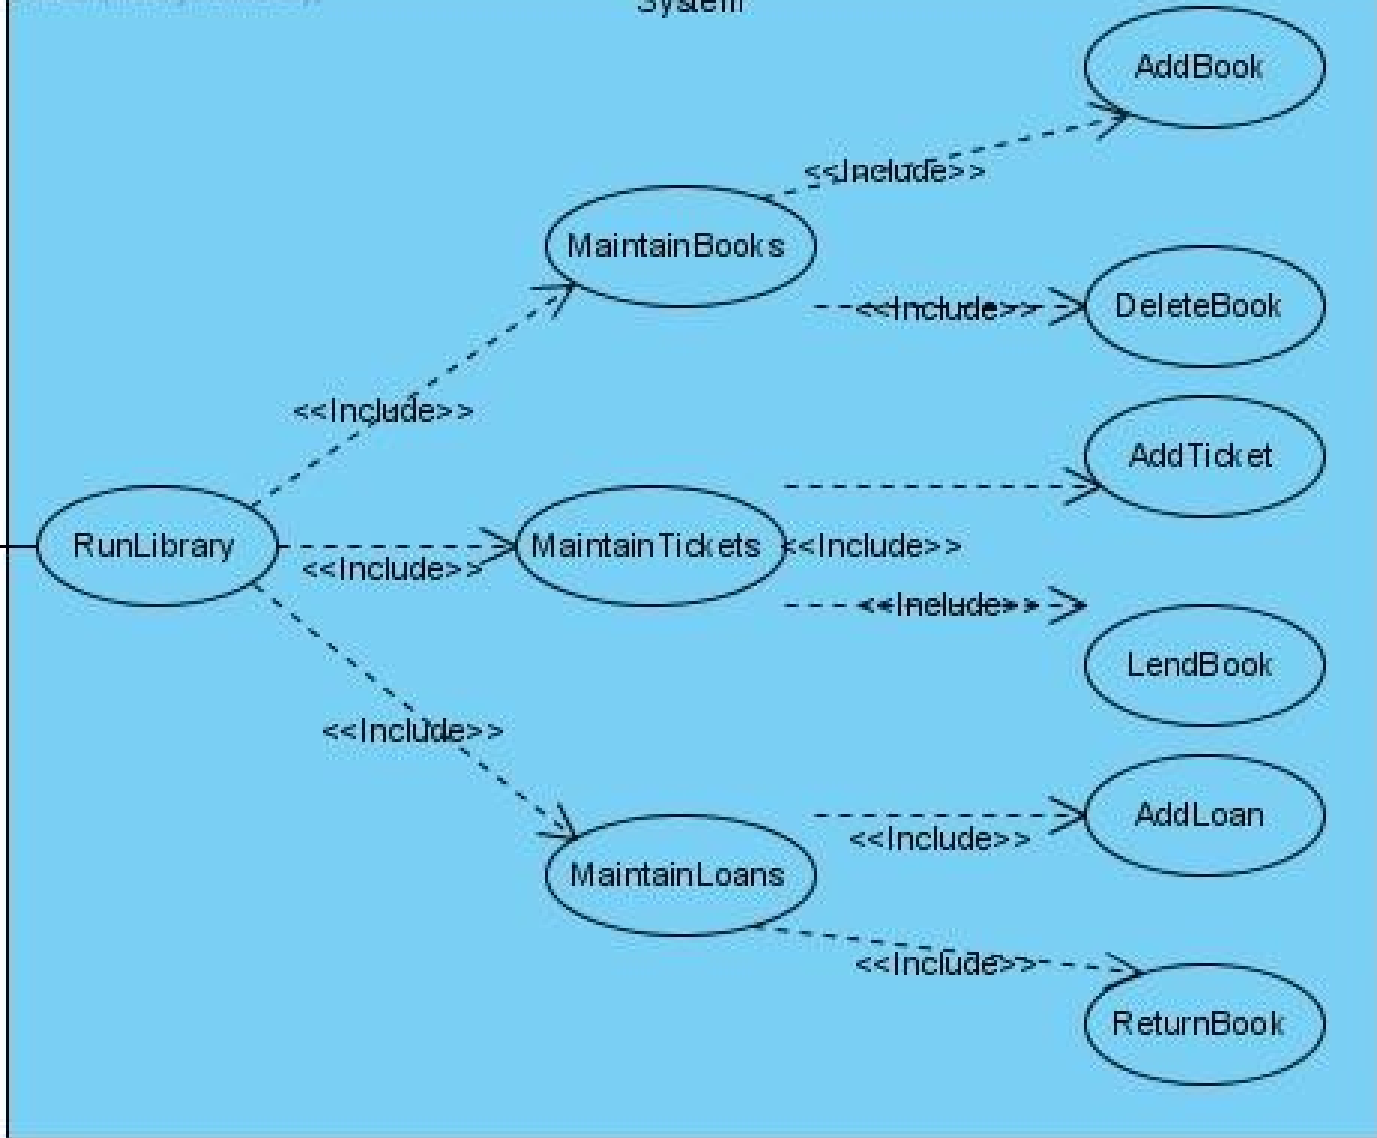 System
AddBook
<<Include>>
MaintainBooks
<<Include>>
DeleteBook
<<Include>>
AddTicket
RunLibrary
MaintainTickets
<<Include>>
<<Include>>
<<Include>>
LendBook
<<Include>>
AddLoan
<<Include>>
MaintainLoans
<<Include>>
ReturnBook